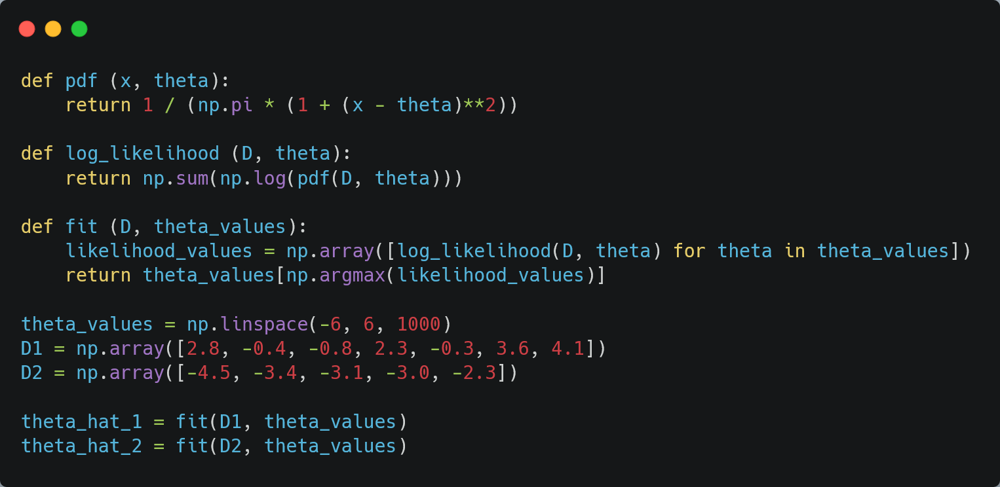 def pdf (x, theta):
    return 1 / (np.pi * (1 + (x - theta)**2))
def log_likelihood (D, theta):
    return np.sum(np.log(pdf(D, theta)))
def fit (D, theta_values):
    likelihood_values = np.array([log_likelihood(D, theta) for theta in theta_values])
    return theta_values[np.argmax(likelihood_values)]
theta_values = np.linspace(-6, 6, 1000)
D1 = np.array([2.8, -0.4, -0.8, 2.3, -0.3, 3.6, 4.1])
D2 = np.array([-4.5, -3.4, -3.1, -3.0, -2.3])
theta_hat_1 = fit(D1, theta_values)
theta_hat_2 = fit(D2, theta_values)